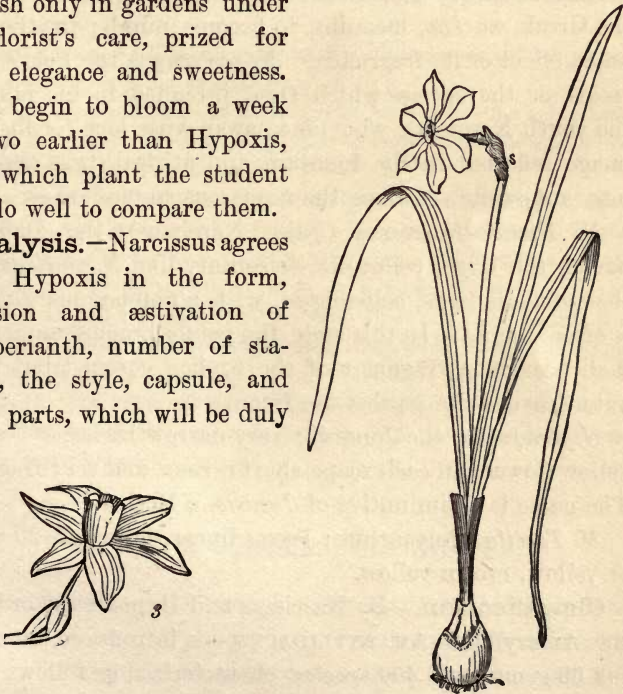 sh only in gardens under
lorist's care, prized for
elegance and sweetness.
begin to bloom a week
wo earlier than Hypoxis,
which plant the student
do well to compare them.
alysis.—Narcissus agrees
Hypoxis in the form,
sion and æstivation of
perianth, number of sta-
, the style, capsule, and
parts, which will be duly
s
3